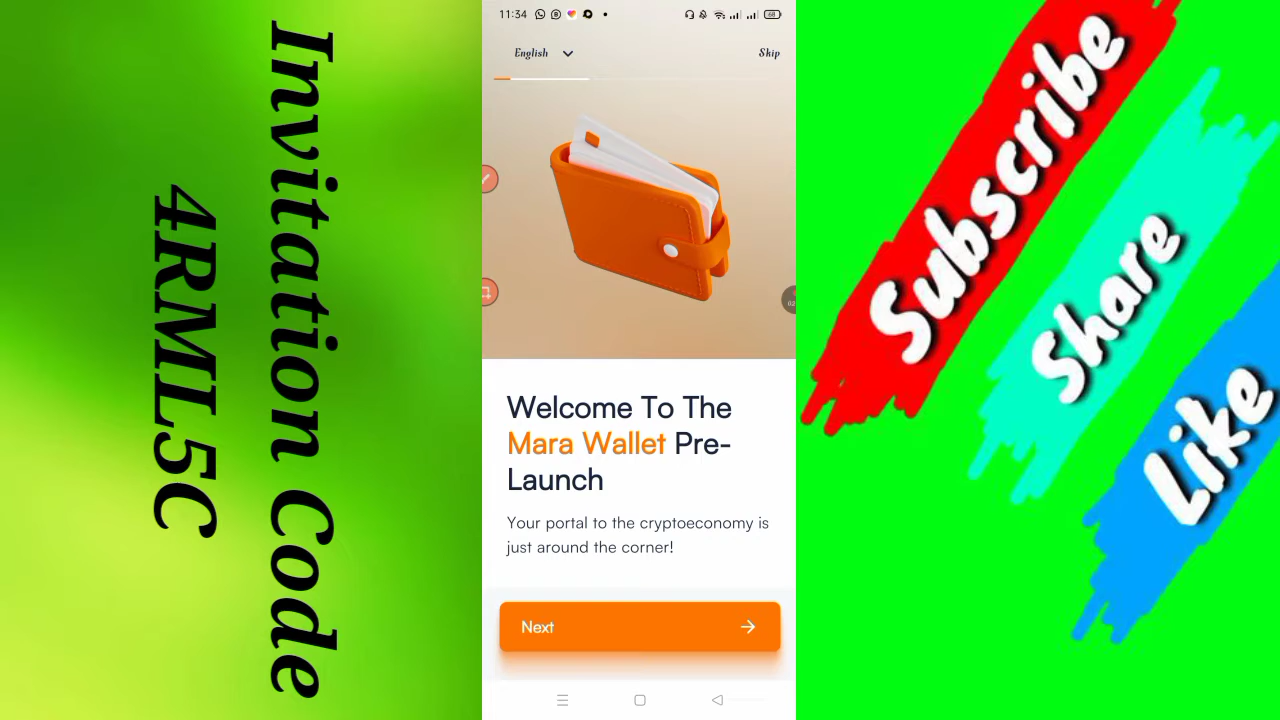 Invitation Code
4RML5C
11:34
68
English
Skip
Welcome To The
Mara Wallet Pre-
Launch
Your portal to the cryptoeconomy is
just around the corner!
Next
Subscribe
Share
Like